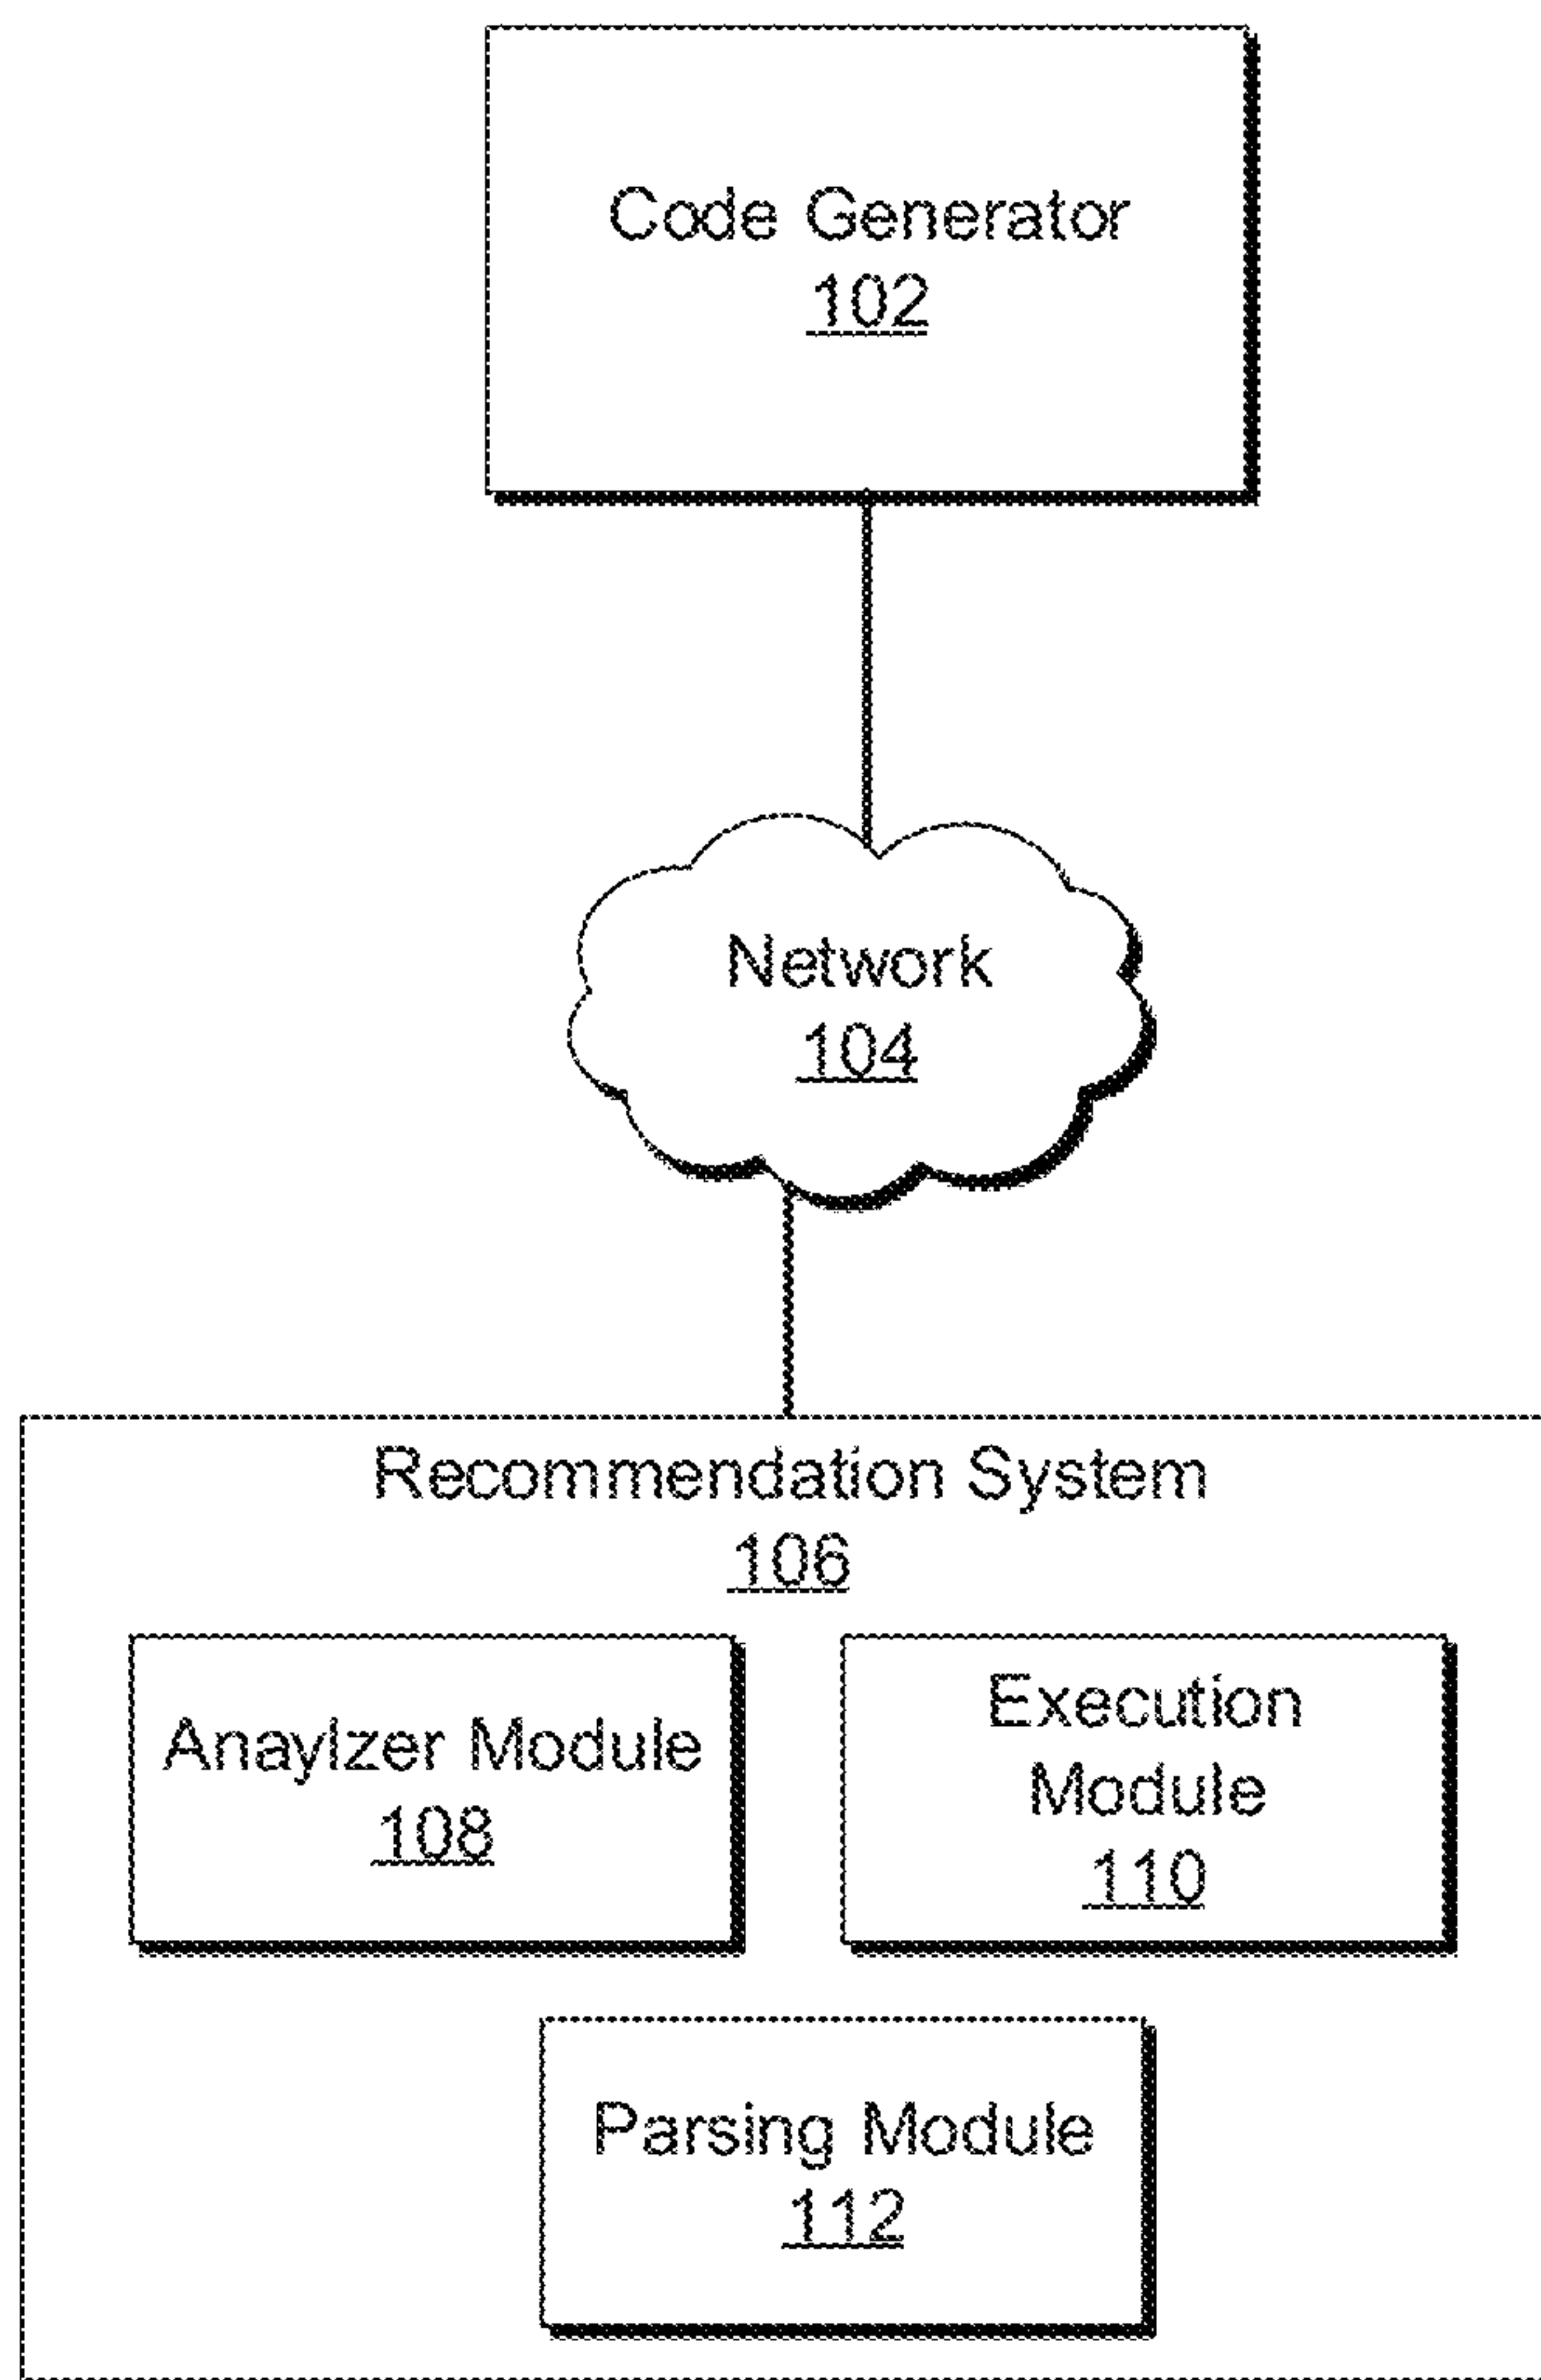 Code Generator
102
Network
104
Recommendation System
106
Anaylzer Module
108
Execution
Module
110
Parsing Module
112